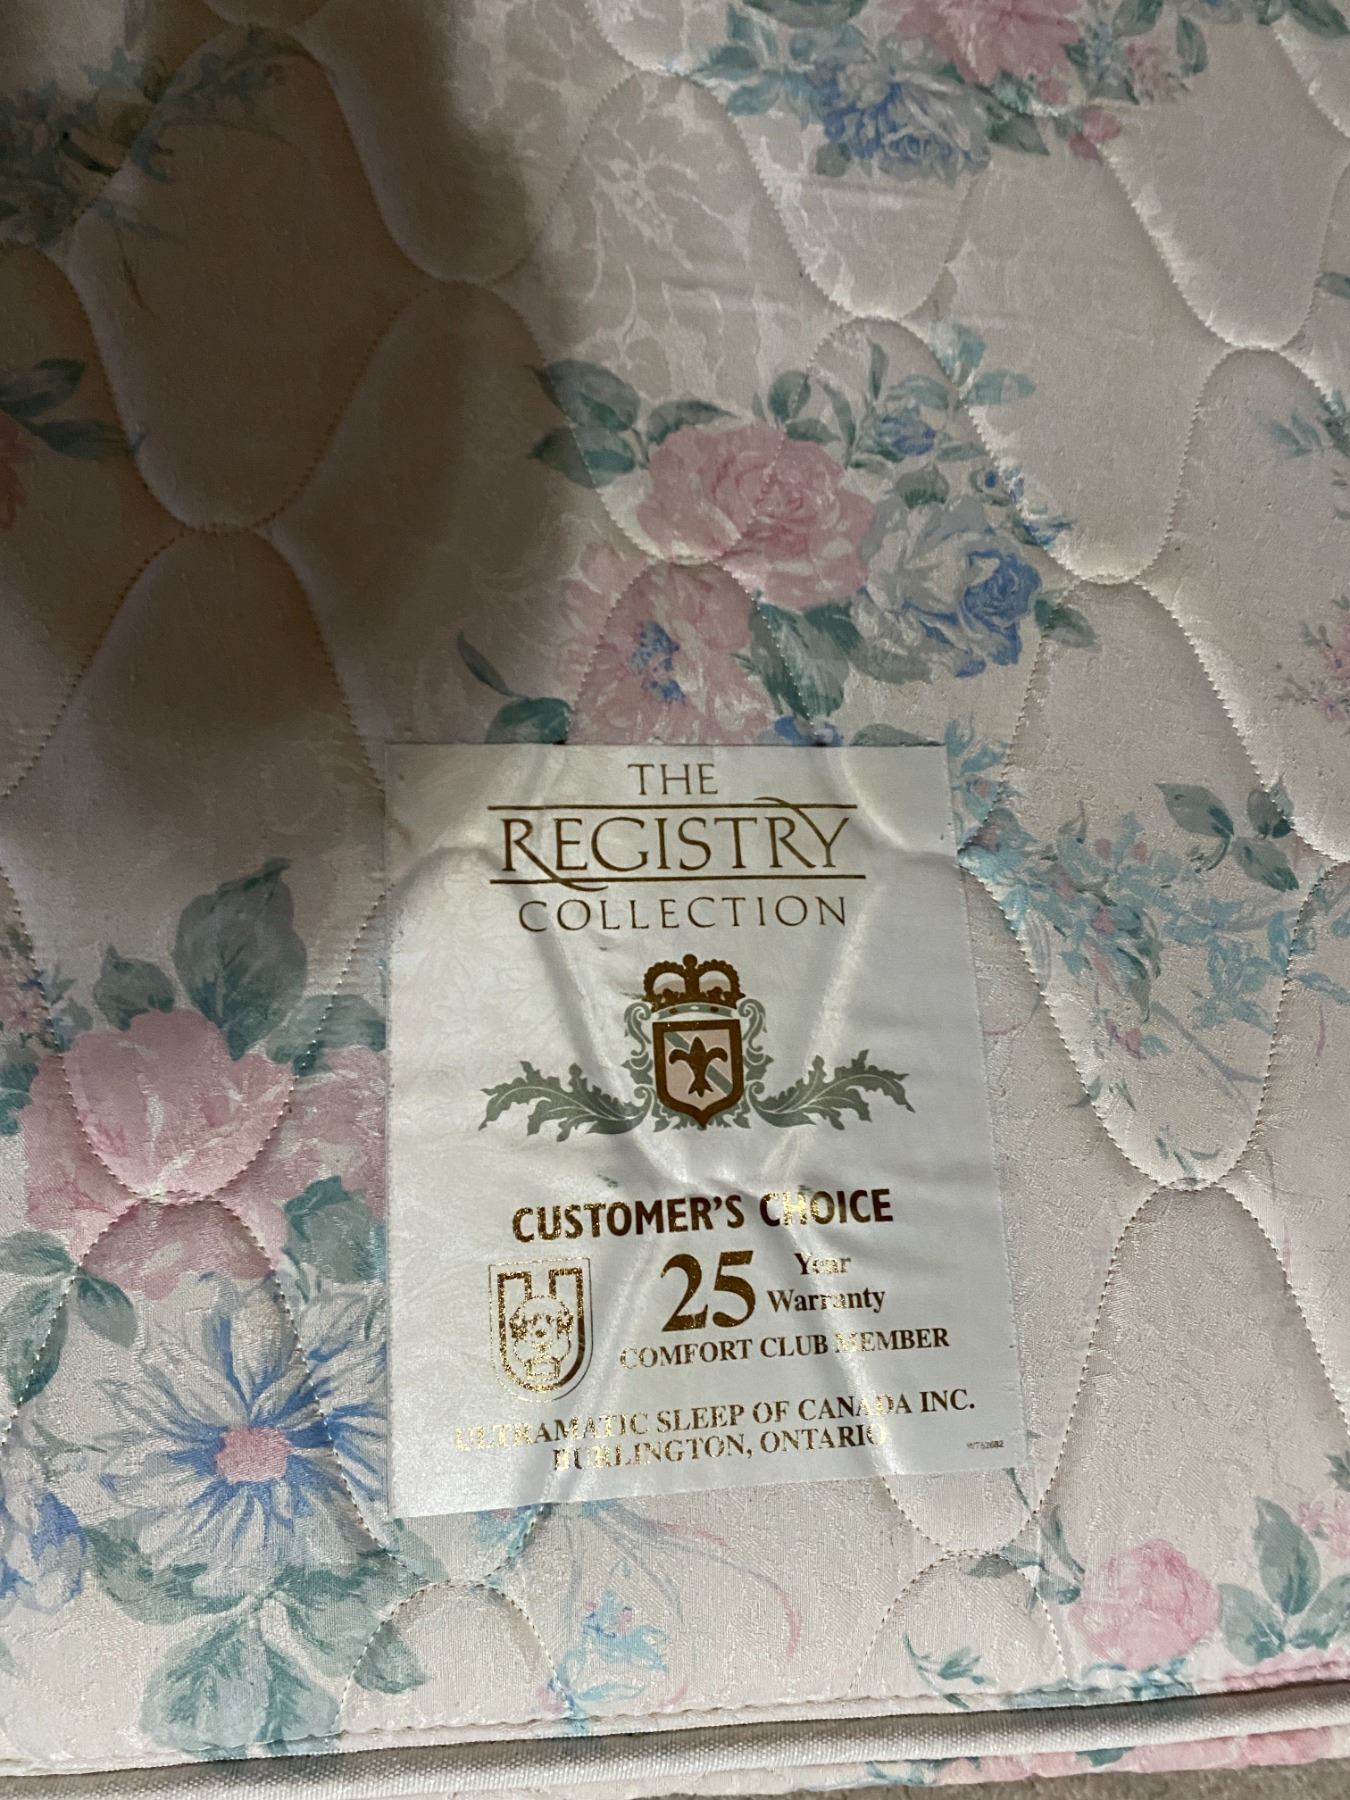 THE
REGISTRY
COLLECTION
CUSTOMER'S CHOICE
25 Year
Warranty
COMFORT CLUB MEMBER
ULTRAMATIC SLEEP OF CANADA INC.
BURLINGTON, ONTARIO